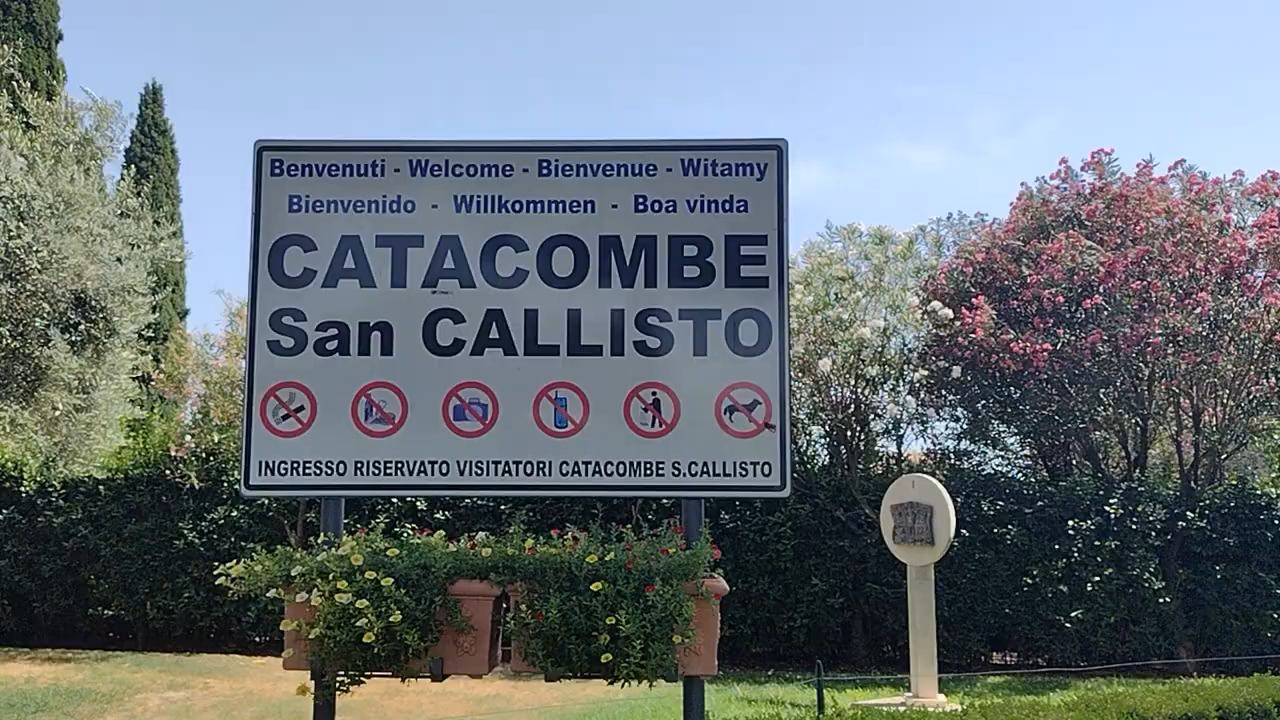 Benvenuti - Welcome - Bienvenue - Witamy
Bienvenido - Willkommen - Boa vinda
CATACOMBE
San CALLISTO
INGRESSO RISERVATO VISITATORI CATACOMBE S.CALLISTO
I